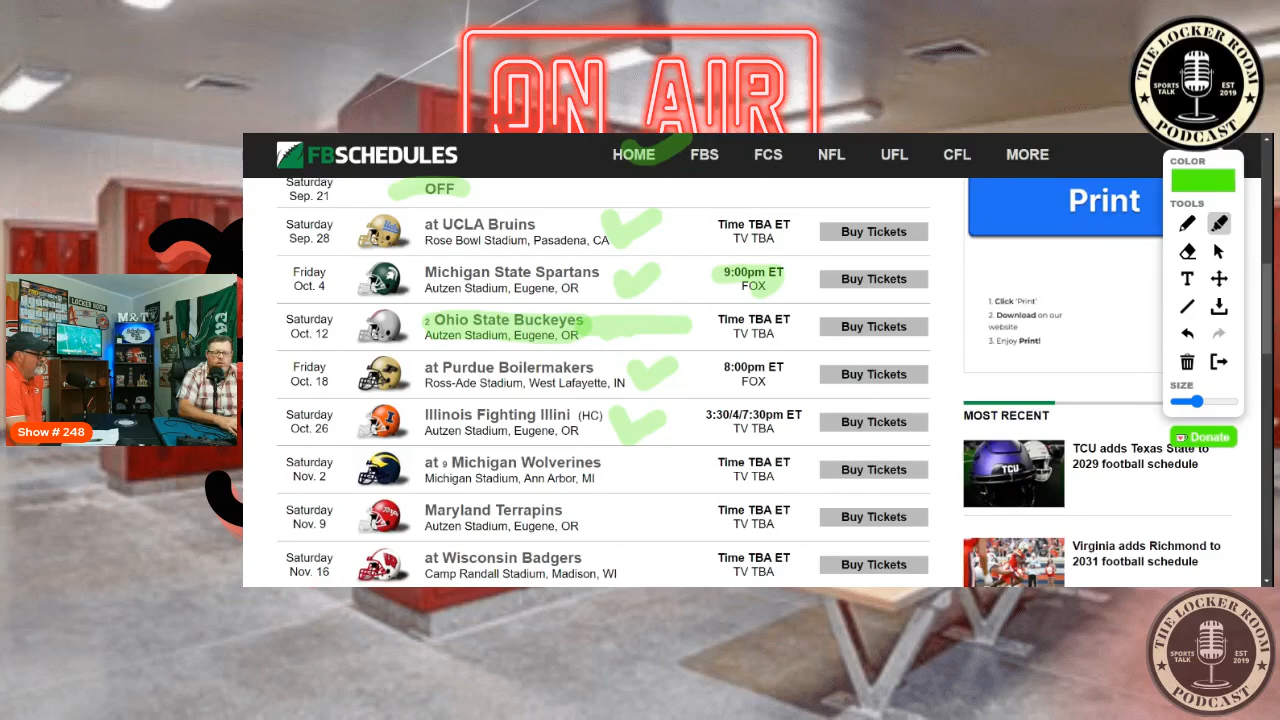 ON AIR
THE LOCKER ROOM
SPORTS TALK
EST 2019
PODCAST
FBSCHEDULES
HOME FBS FCS NFL UFL CFL MORE
Saturday Sep. 21
OFF
Saturday Sep. 28
at UCLA Bruins
Rose Bowl Stadium, Pasadena, CA
Time TBA ET
TV TBA
Buy Tickets
Friday Oct. 4
Michigan State Spartans
Autzen Stadium, Eugene, OR
9:00pm ET
FOX
Buy Tickets
Saturday Oct. 12
2 Ohio State Buckeyes
Autzen Stadium, Eugene, OR
Time TBA ET
TV TBA
Buy Tickets
Friday Oct. 18
at Purdue Boilermakers
Ross-Ade Stadium, West Lafayette, IN
8:00pm ET
FOX
Buy Tickets
Saturday Oct. 26
Illinois Fighting Illini (HC)
Autzen Stadium, Eugene, OR
3:30/4/7:30pm ET
TV TBA
Buy Tickets
Saturday Nov. 2
at 9 Michigan Wolverines
Michigan Stadium, Ann Arbor, MI
Time TBA ET
TV TBA
Buy Tickets
Saturday Nov. 9
Maryland Terrapins
Autzen Stadium, Eugene, OR
Time TBA ET
TV TBA
Buy Tickets
Saturday Nov. 16
at Wisconsin Badgers
Camp Randall Stadium, Madison, WI
Time TBA ET
TV TBA
Buy Tickets
Print
1. Click 'Print'
2. Download on our
website
3. Enjoy Print!
MOST RECENT
TCU
TCU adds Texas State to
2029 football schedule
Virginia adds Richmond to
2031 football schedule
COLOR
TOOLS
T
SIZE
Donate
M&T
Show # 248
THE LOCKER ROOM
SPORTS TALK
EST 2019
PODCAST